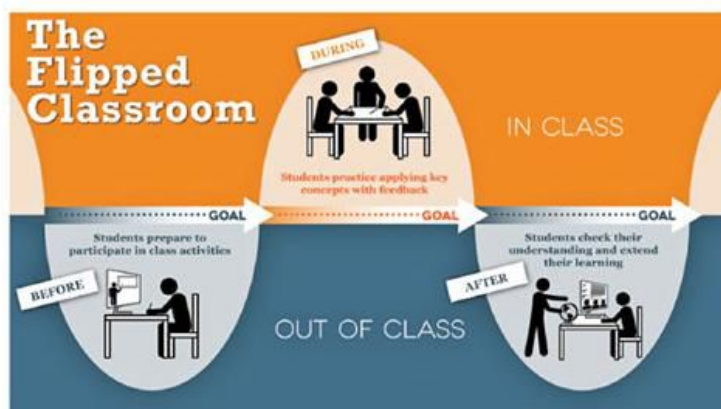 The
Flipped
Classroom
DURING
IN CLASS
Students practice applying key
concepts with feedback
GOAL
GOAL
GOAL
Students prepare to
participate in class activities
BEFORE
Students check their
understanding and extend
their learning
AFTER
OUT OF CLASS